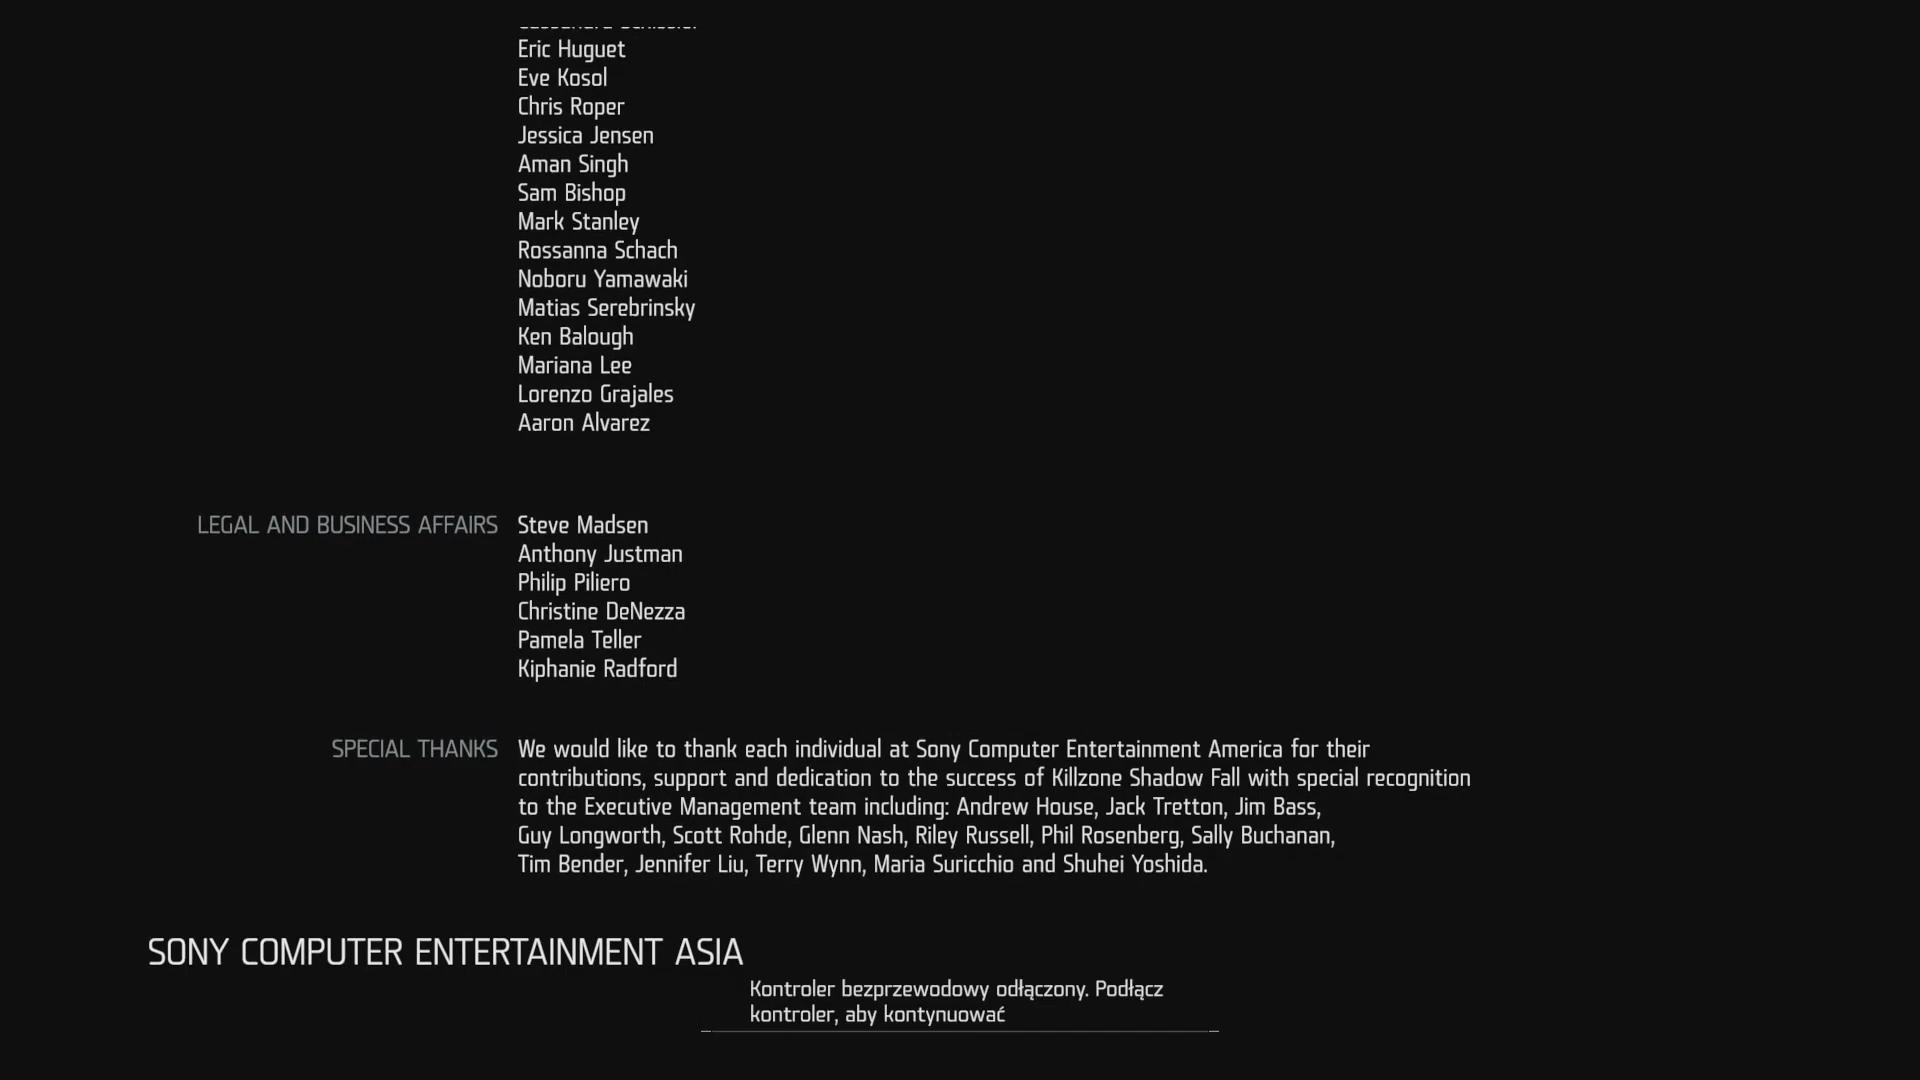 Eric Huguet
Eve Kosol
Chris Roper
Jessica Jensen
Aman Singh
Sam Bishop
Mark Stanley
Rossanna Schach
Noboru Yamawaki
Matias Serebrinsky
Ken Balough
Mariana Lee
Lorenzo Grajales
Aaron Alvarez
LEGAL AND BUSINESS AFFAIRS Steve Madsen
Anthony Justman
Philip Piliero
Christine DeNezza
Pamela Teller
Kiphanie Radford
SPECIAL THANKS We would like to thank each individual at Sony Computer Entertainment America for their
contributions, support and dedication to the success of Killzone Shadow Fall with special recognition
to the Executive Management team including: Andrew House, Jack Tretton, Jim Bass,
Guy Longworth, Scott Rohde, Glenn Nash, Riley Russell, Phil Rosenberg, Sally Buchanan,
Tim Bender, Jennifer Liu, Terry Wynn, Maria Suricchio and Shuhei Yoshida.
SONY COMPUTER ENTERTAINMENT ASIA
Kontroler bezprzewodowy odłączony. Podłącz
kontroler, aby kontynuować